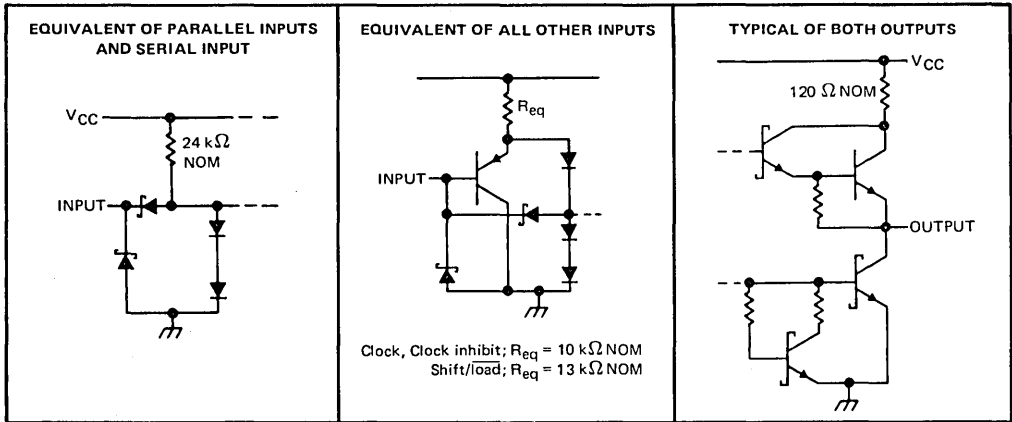 EQUIVALENT OF PARALLEL INPUTS
AND SERIAL INPUT
VCC
24 kΩ
NOM
INPUT
EQUIVALENT OF ALL OTHER INPUTS
Req
INPUT
Clock, Clock inhibit; Req = 10 kΩ NOM
Shift/l̅o̅a̅d̅; Req = 13 kΩ NOM
TYPICAL OF BOTH OUTPUTS
VCC
120 Ω NOM
OUTPUT